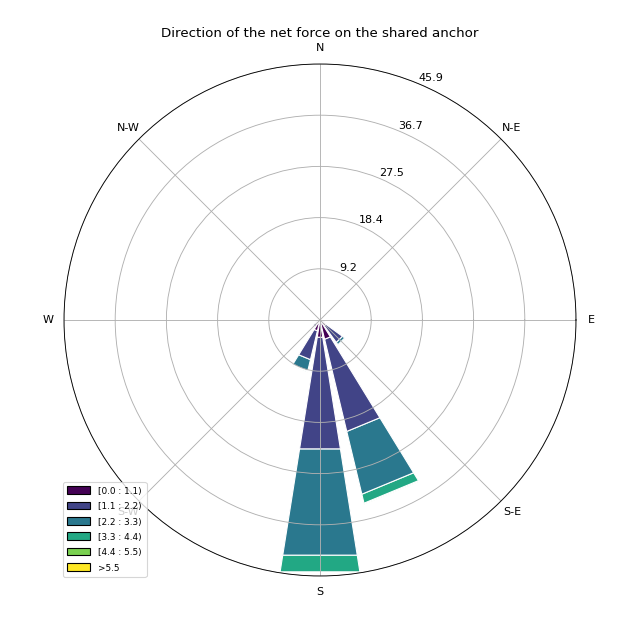 Direction of the net force on the shared anchor
N
45.9
N-W
36.7
N-E
27.5
18.4
9.2
W
E
[0.0 : 1.1)
[1.1 : 2.2)
[2.2 : 3.3)
[3.3 : 4.4)
[4.4 : 5.5)
>5.5
S-W
S-E
S